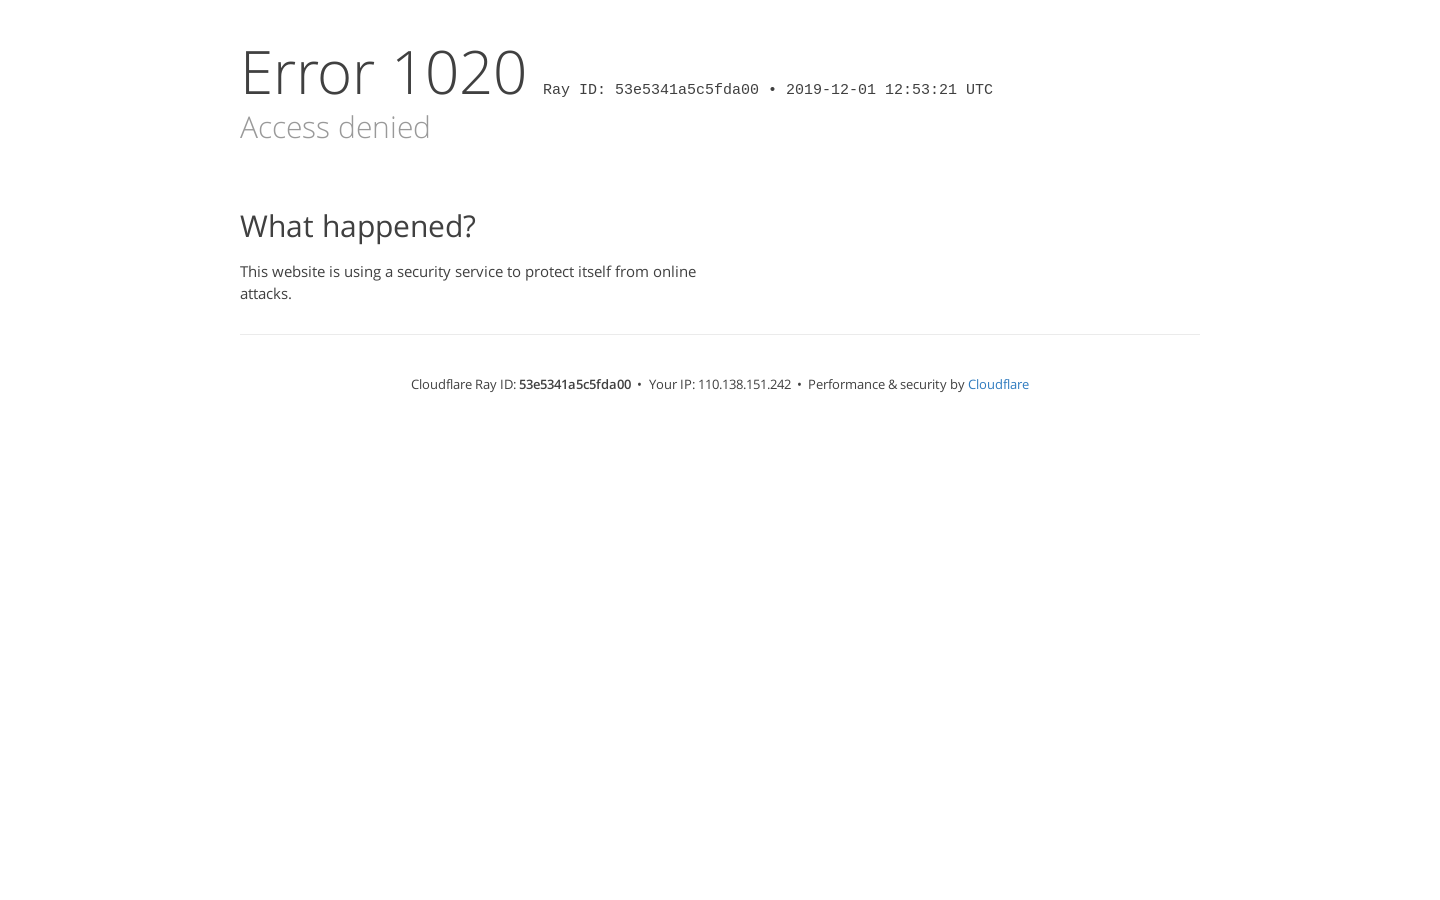 Error 1020 Ray ID: 53e5341a5c5fda00 • 2019-12-01 12:53:21 UTC
Access denied
What happened?
This website is using a security service to protect itself from online
attacks.
Cloudflare Ray ID: 53e5341a5c5fda00 • Your IP: 110.138.151.242 • Performance & security by Cloudflare